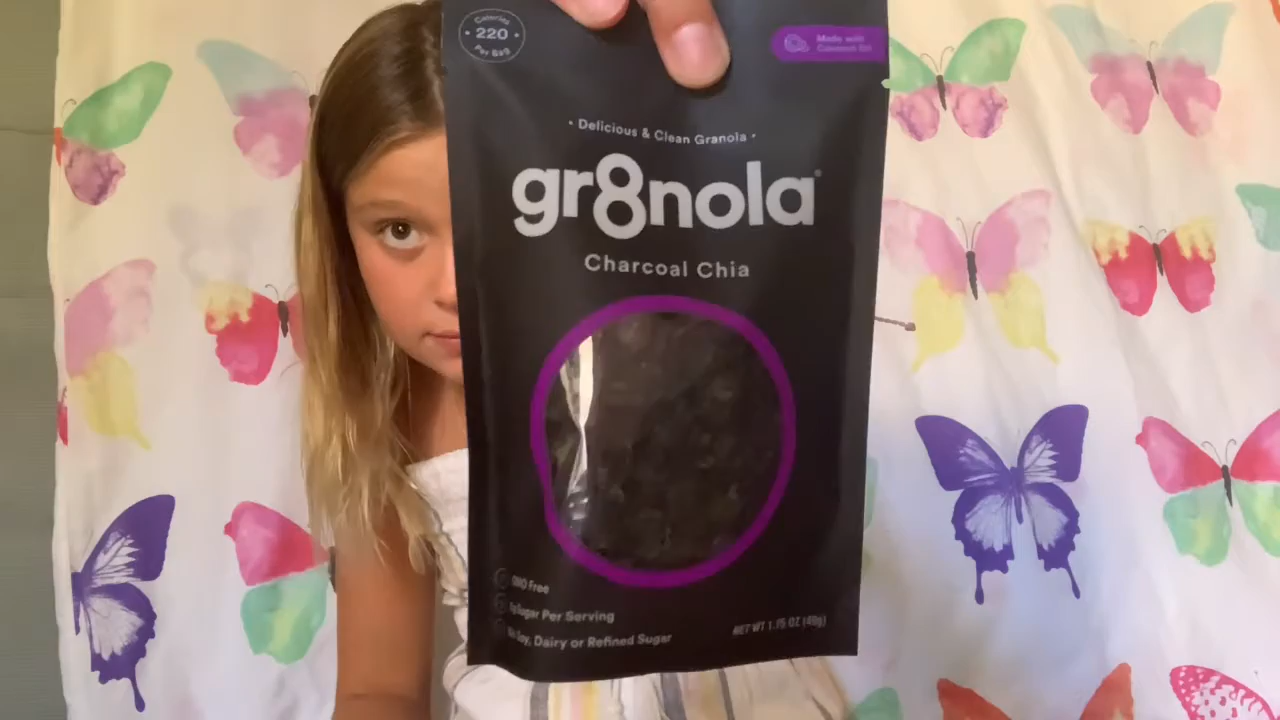 Calories
• 220 •
Per Bag
Made with
Coconut Oil
• Delicious & Clean Granola •
gr8nola®
Charcoal Chia
GMO Free
Sugar Per Serving
Soy, Dairy or Refined Sugar
NET WT 1.75 OZ (49g)